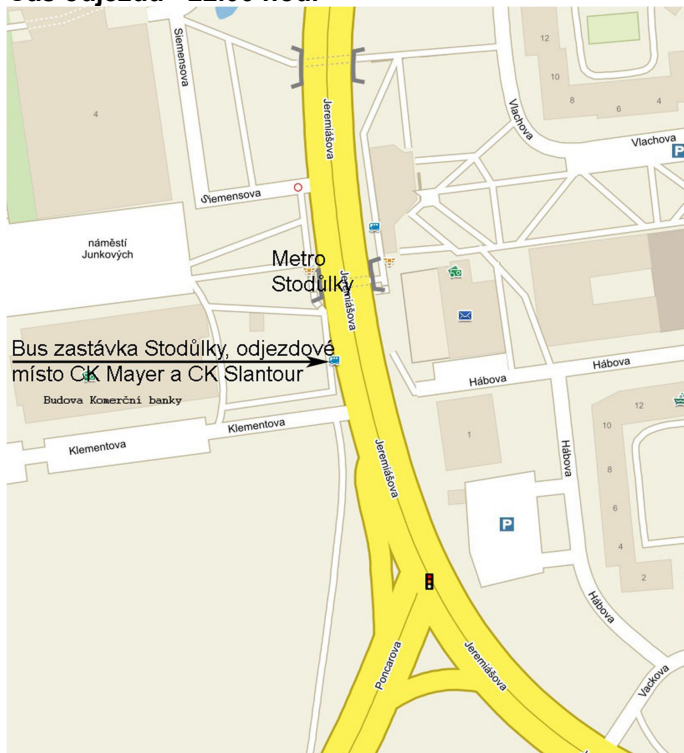 12
10
8
6
4
Siemensova
4
Jeremiášova
Vlachova
Vlachova
P
Siemensova
náměstí
Junkových
Metro
Stodůlky
Jeremiášova
Bus zastávka Stodůlky, odjezdové
místo CK Mayer a CK Slantour
Budova Komerční banky
Hábova
Hábova
Klementova
Klementova
Jeremiášova
1
Hábova
12
10
8
6
4
2
P
Hábova
Poncarova
Jeremiášova
Vackova